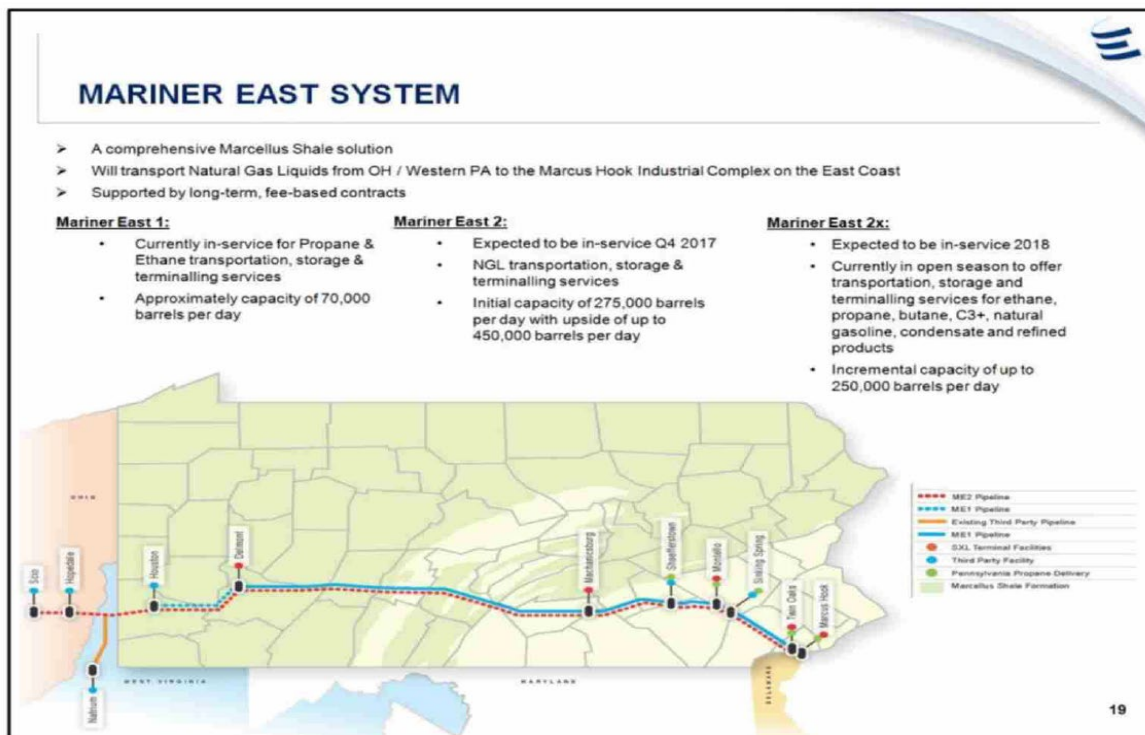 MARINER EAST SYSTEM
➢ A comprehensive Marcellus Shale solution
➢ Will transport Natural Gas Liquids from OH / Western PA to the Marcus Hook Industrial Complex on the East Coast
➢ Supported by long-term, fee-based contracts
Mariner East 1:
• Currently in-service for Propane &
Ethane transportation, storage &
terminalling services
• Approximately capacity of 70,000
barrels per day
Mariner East 2:
• Expected to be in-service Q4 2017
• NGL transportation, storage &
terminalling services
• Initial capacity of 275,000 barrels
per day with upside of up to
450,000 barrels per day
Mariner East 2x:
• Expected to be in-service 2018
• Currently in open season to offer
transportation, storage and
terminalling services for ethane,
propane, butane, C3+, natural
gasoline, condensate and refined
products
• Incremental capacity of up to
250,000 barrels per day
OHIO
Scio
Hopedale
Houston
Delmont
Mechanicsburg
Shaefferstown
Montello
Sinking Spring
Twin Oaks
Marcus Hook
Natrium
WEST VIRGINIA
MARYLAND
DELAWARE
ME2 Pipeline
ME1 Pipeline
Existing Third Party Pipeline
ME1 Pipeline
SXL Terminal Facilities
Third Party Facility
Pennsylvania Propane Delivery
Marcellus Shale Formation
19